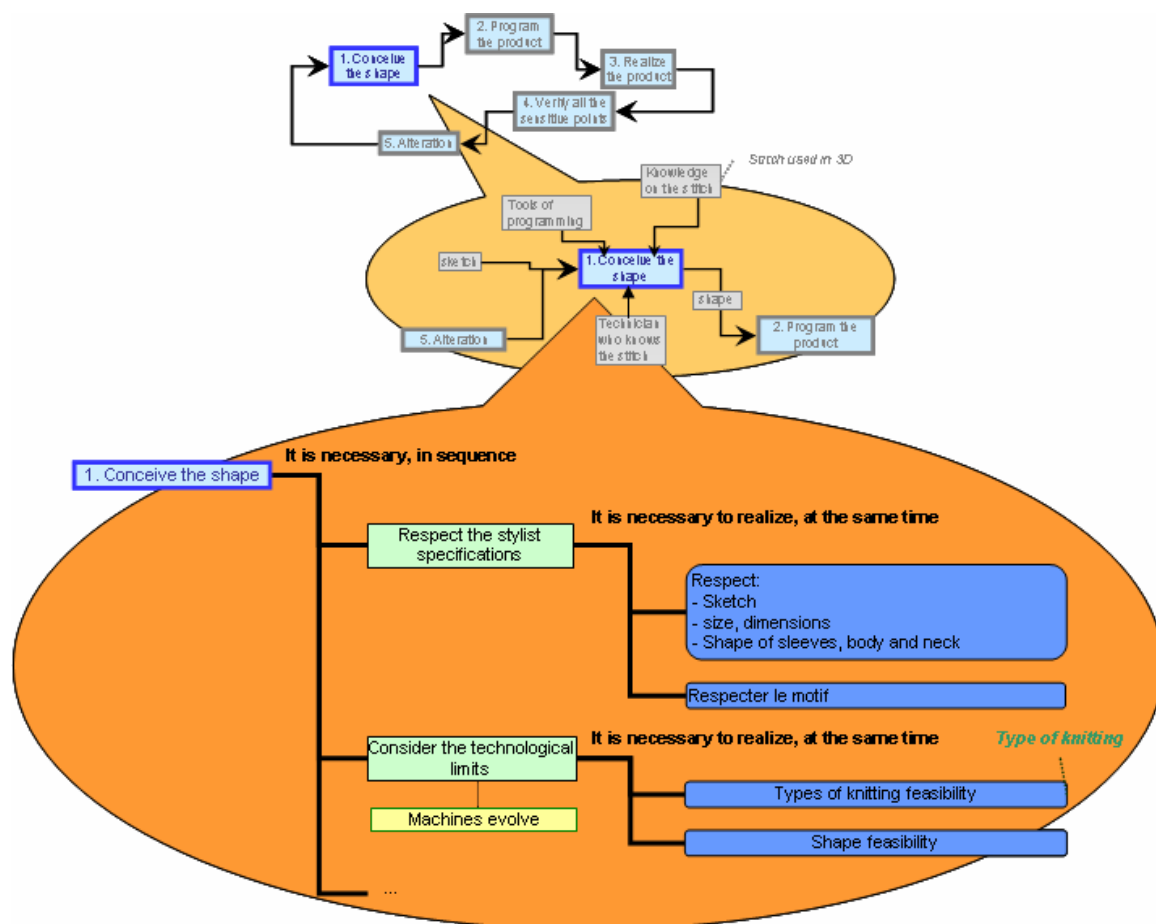 2. Program
the product
1. Conceive
the shape
3. Realize
the product
4. Verify all the
sensitive points
5. Alteration
Stitch used in 3D
Knowledge
on the stitch
Tools of
programming
sketch
1. Conceive the
shape
shape
5. Alteration
Technician
who knows
the stitch
2. Program the
product
It is necessary, in sequence
1. Conceive the shape
It is necessary to realize, at the same time
Respect the stylist
specifications
Respect:
- Sketch
- size, dimensions
- Shape of sleeves, body and neck
Respecter le motif
It is necessary to realize, at the same time
Type of knitting
Consider the technological
limits
Types of knitting feasibility
Machines evolve
Shape feasibility
...